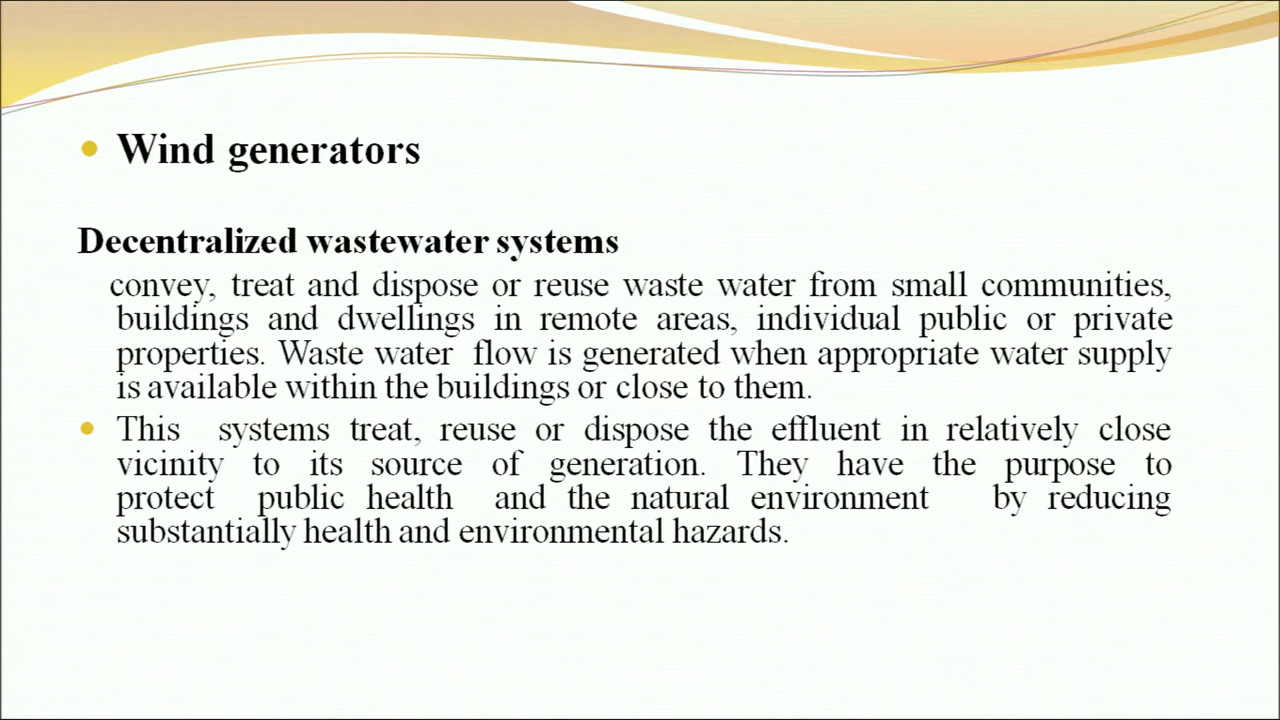 Wind generators
Decentralized wastewater systems
convey, treat and dispose or reuse waste water from small communities,
buildings and dwellings in remote areas, individual public or private
properties. Waste water flow is generated when appropriate water supply
is available within the buildings or close to them.
This systems treat, reuse or dispose the effluent in relatively close
vicinity to its source of generation. They have the purpose to
protect public health and the natural environment by reducing
substantially health and environmental hazards.